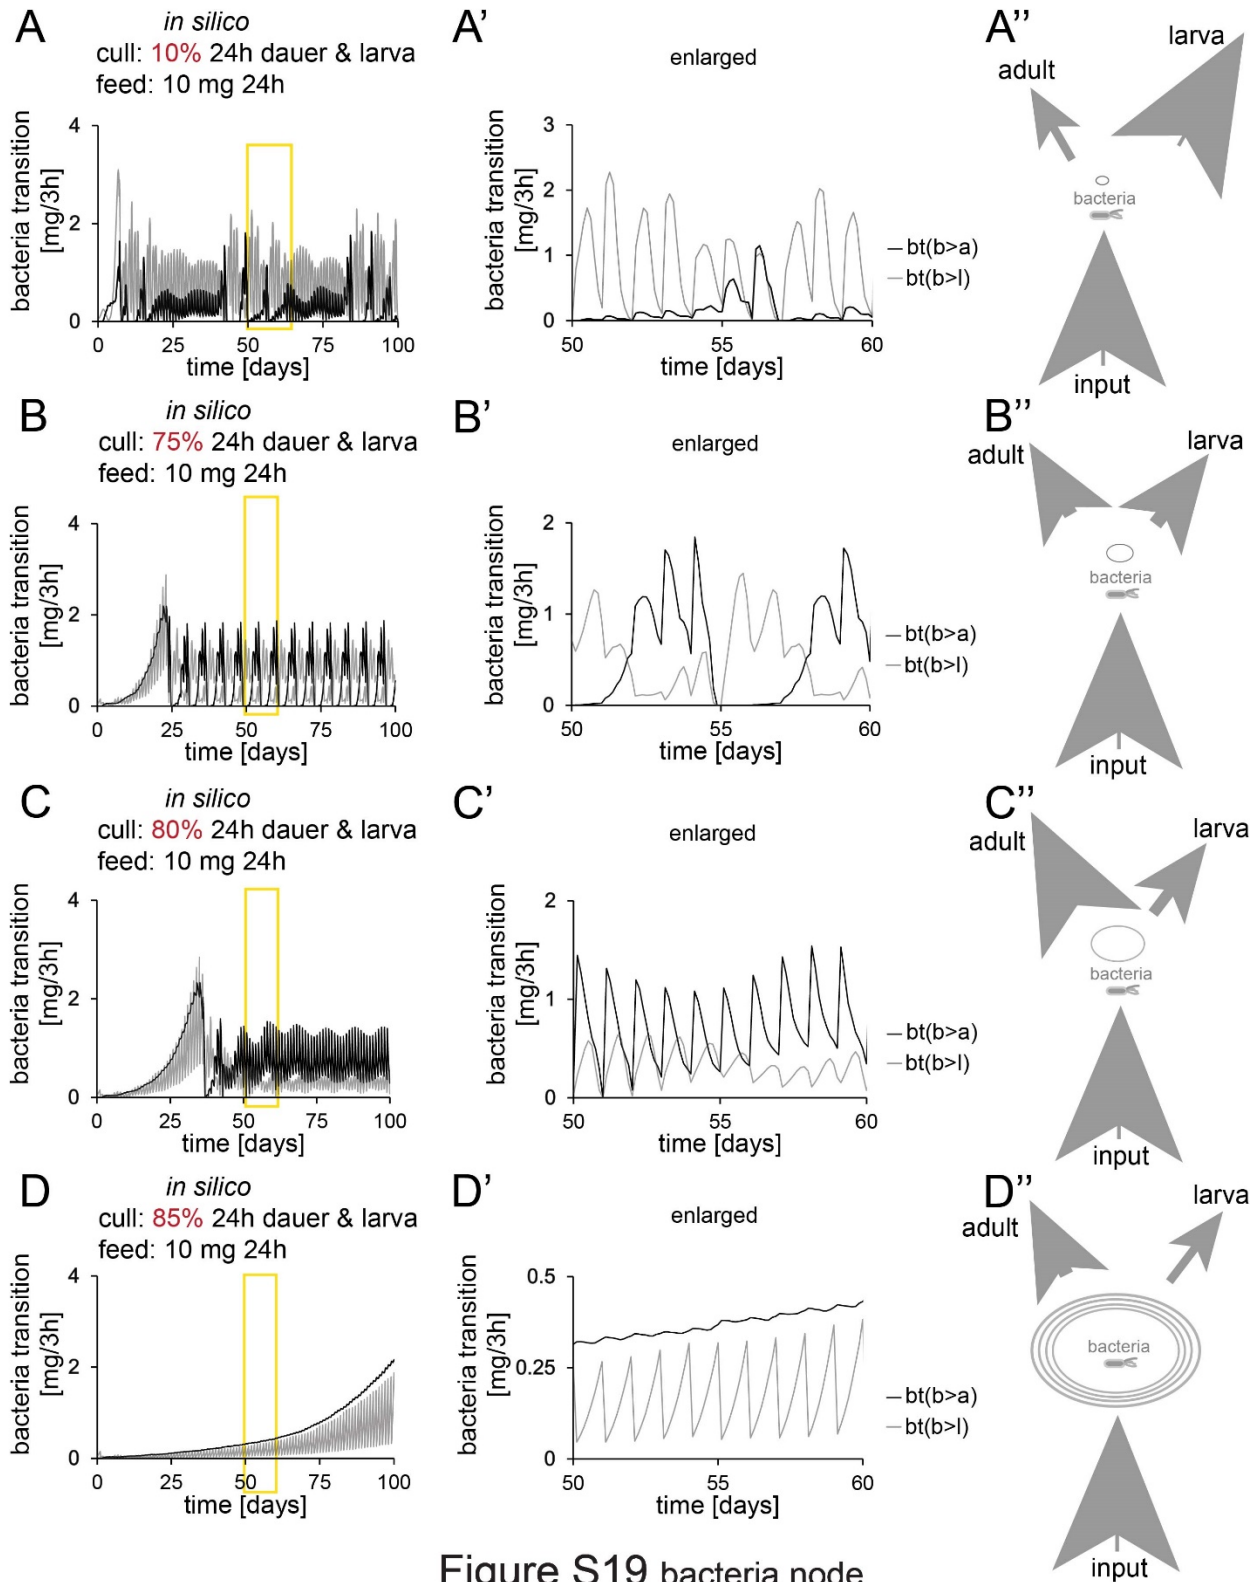 A
in silico
cull: 10% 24h dauer & larva
feed: 10 mg 24h
bacteria transition
[mg/3h]
4
2
0
0 25 50 75 100
time [days]
A'
enlarged
bacteria transition
[mg/3h]
3
2
1
0
50 55 60
time [days]
bt(b>a)
bt(b>l)
A''
larva
adult
bacteria
input
B
in silico
cull: 75% 24h dauer & larva
feed: 10 mg 24h
bacteria transition
[mg/3h]
4
2
0
0 25 50 75 100
time [days]
B'
enlarged
bacteria transition
[mg/3h]
2
1
0
50 55 60
time [days]
bt(b>a)
bt(b>l)
B''
larva
adult
bacteria
input
C
in silico
cull: 80% 24h dauer & larva
feed: 10 mg 24h
bacteria transition
[mg/3h]
4
2
0
0 25 50 75 100
time [days]
C'
enlarged
bacteria transition
[mg/3h]
2
1
0
50 55 60
time [days]
bt(b>a)
bt(b>l)
C''
larva
adult
bacteria
input
D
in silico
cull: 85% 24h dauer & larva
feed: 10 mg 24h
bacteria transition
[mg/3h]
4
2
0
0 25 50 75 100
time [days]
D'
enlarged
bacteria transition
[mg/3h]
0.5
0.25
0
50 55 60
time [days]
bt(b>a)
bt(b>l)
D''
larva
adult
bacteria
input
Figure S19 bacteria node